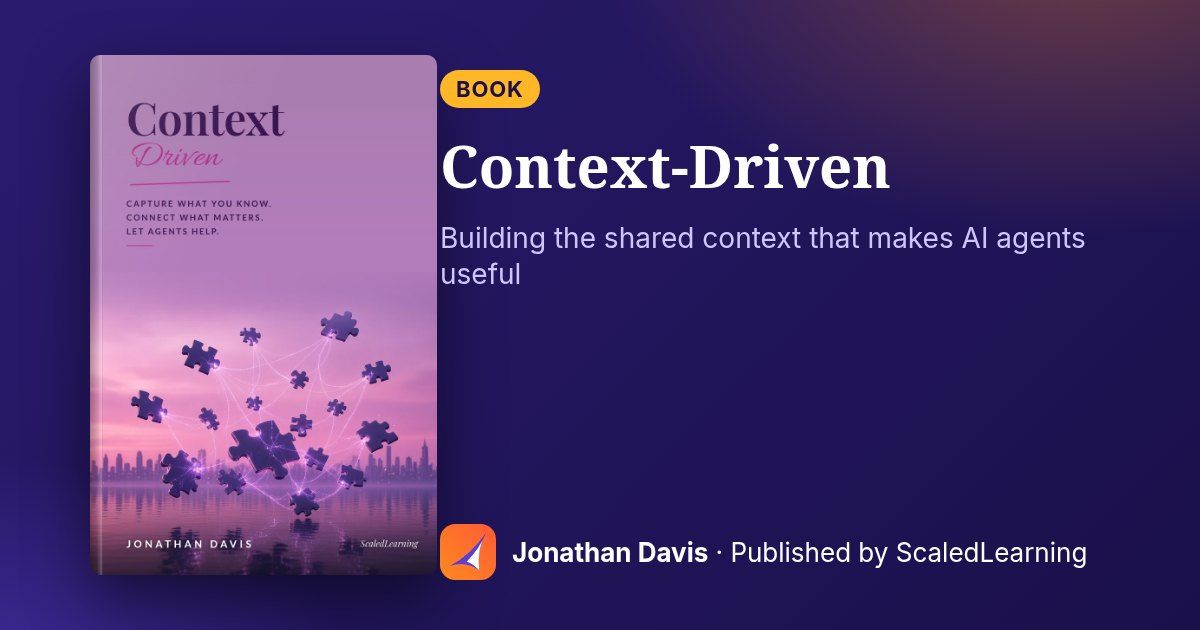 Context
Driven
CAPTURE WHAT YOU KNOW.
CONNECT WHAT MATTERS.
LET AGENTS HELP.
JONATHAN DAVIS
ScaledLearning
BOOK
Context-Driven
Building the shared context that makes AI agents
useful
Jonathan Davis · Published by ScaledLearning